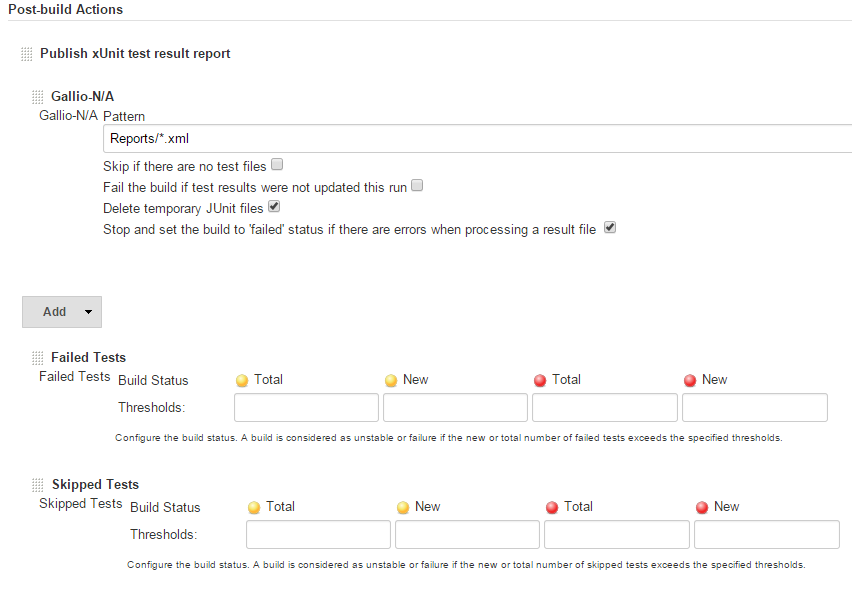 Post-build Actions
Publish xUnit test result report
Gallio-N/A
Gallio-N/A Pattern
Reports/*.xml
Skip if there are no test files
Fail the build if test results were not updated this run
Delete temporary JUnit files
Stop and set the build to 'failed' status if there are errors when processing a result file
Add
Failed Tests
Failed Tests Build Status Total New Total New
Thresholds:
Configure the build status. A build is considered as unstable or failure if the new or total number of failed tests exceeds the specified thresholds.
Skipped Tests
Skipped Tests Build Status Total New Total New
Thresholds:
Configure the build status. A build is considered as unstable or failure if the new or total number of skipped tests exceeds the specified thresholds.